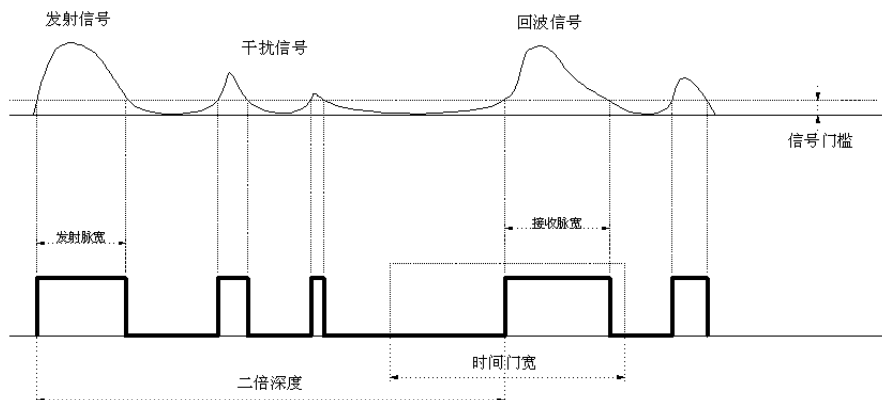 发射信号
干扰信号
回波信号
信号门槛
发射脉宽
接收脉宽
时间门宽
二倍深度